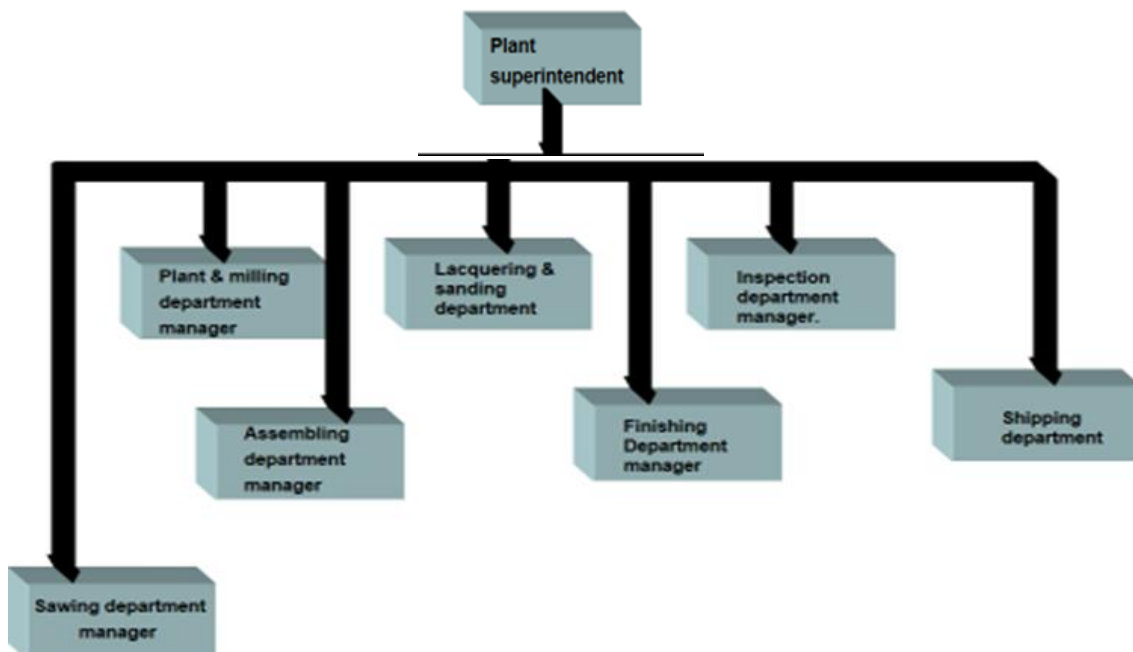 Plant
superintendent
Plant & milling
department
manager
Lacquering &
sanding
department
Inspection
department
manager.
Assembling
department
manager
Finishing
Department
manager
Shipping
department
Sawing department
manager